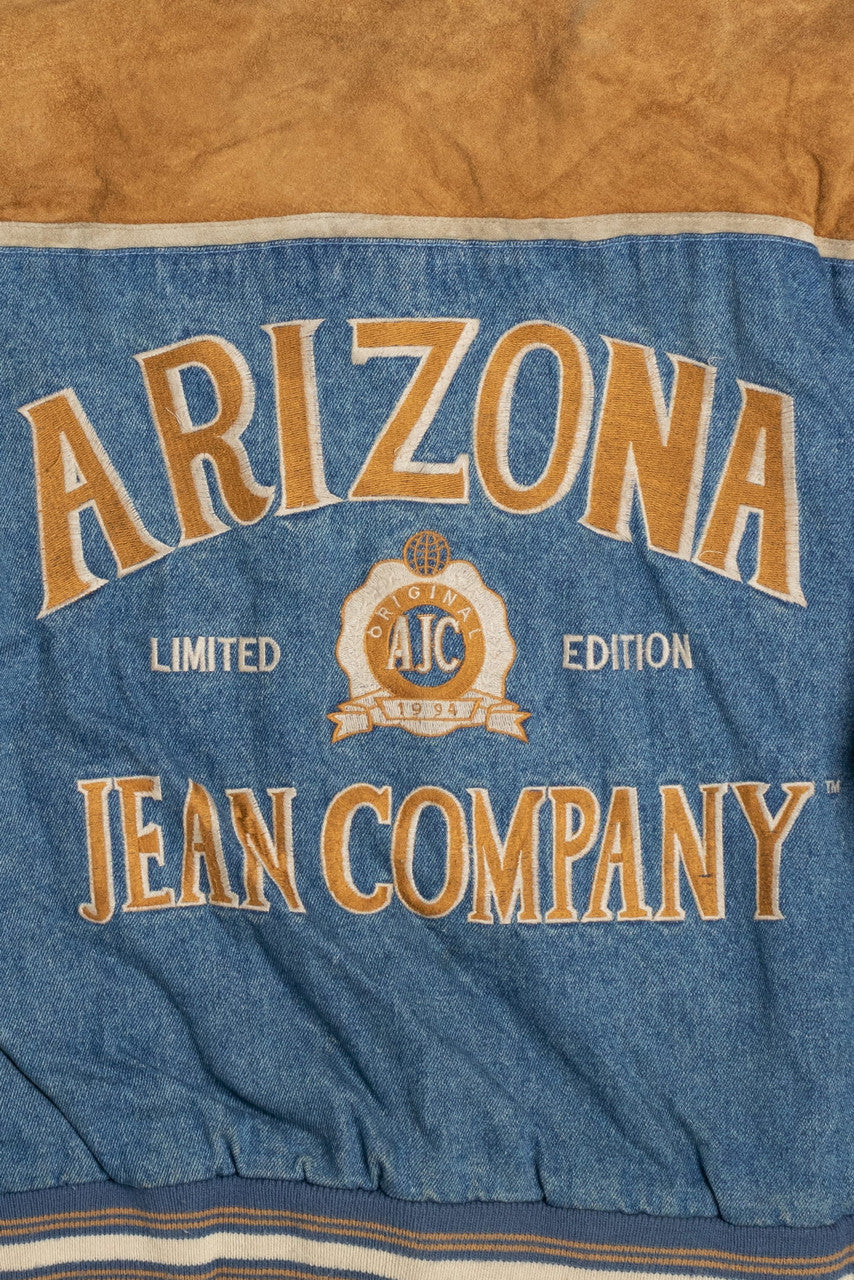 ARIZONA
ORIGINAL
LIMITED AJC EDITION
1994
JEAN COMPANY™